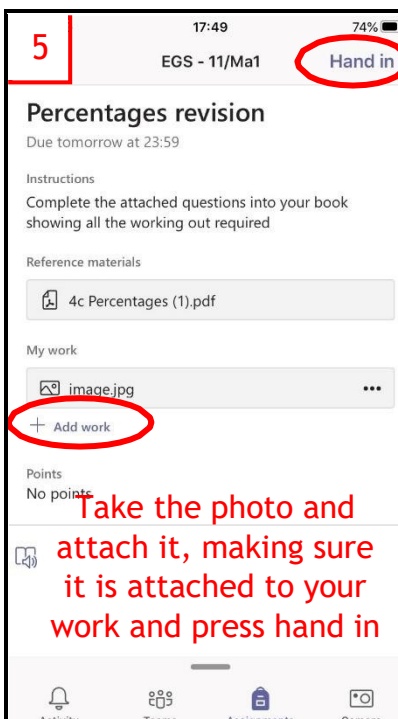 5
17:49
74%
EGS - 11/Ma1
Hand in
Percentages revision
Due tomorrow at 23:59
Instructions
Complete the attached questions into your book
showing all the working out required
Reference materials
4c Percentages (1).pdf
My work
image.jpg
+ Add work
Points
No points
Take the photo and
attach it, making sure
it is attached to your
work and press hand in
Activity
Teams
Assignments
Camera